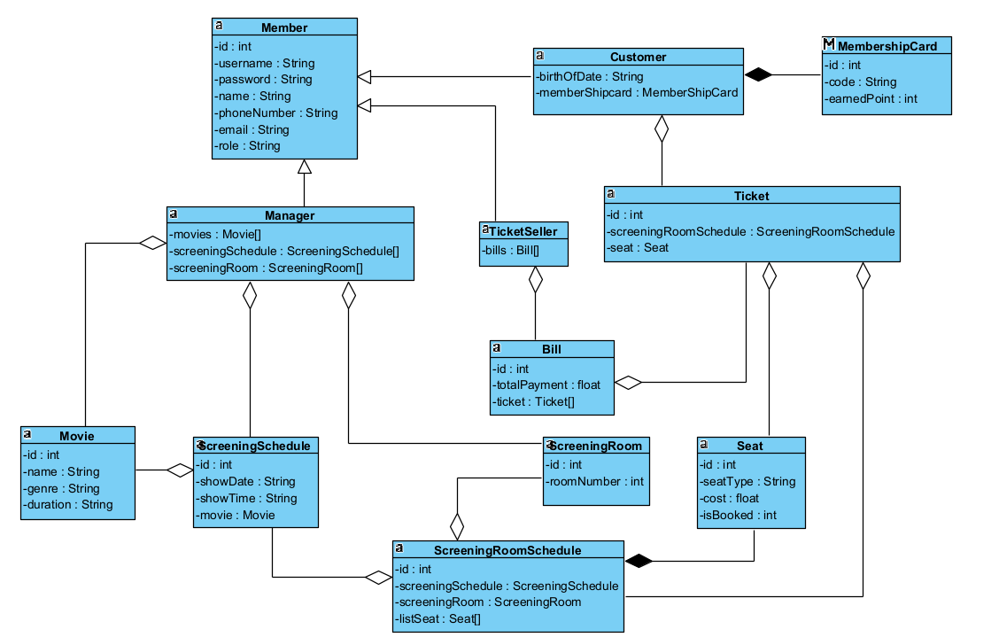 Member
-id : int
-username : String
-password : String
-name : String
-phoneNumber : String
-email : String
-role : String
Customer
-birthOfDate : String
-memberShipcard : MemberShipCard
MembershipCard
-id : int
-code : String
-earnedPoint : int
Manager
-movies : Movie[]
-screeningSchedule : ScreeningSchedule[]
-screeningRoom : ScreeningRoom[]
TicketSeller
-bills : Bill[]
Ticket
-id : int
-screeningRoomSchedule : ScreeningRoomSchedule
-seat : Seat
Bill
-id : int
-totalPayment : float
-ticket : Ticket[]
Movie
-id : int
-name : String
-genre : String
-duration : String
ScreeningSchedule
-id : int
-showDate : String
-showTime : String
-movie : Movie
ScreeningRoom
-id : int
-roomNumber : int
Seat
-id : int
-seatType : String
-cost : float
-isBooked : int
ScreeningRoomSchedule
-id : int
-screeningSchedule : ScreeningSchedule
-screeningRoom : ScreeningRoom
-listSeat : Seat[]